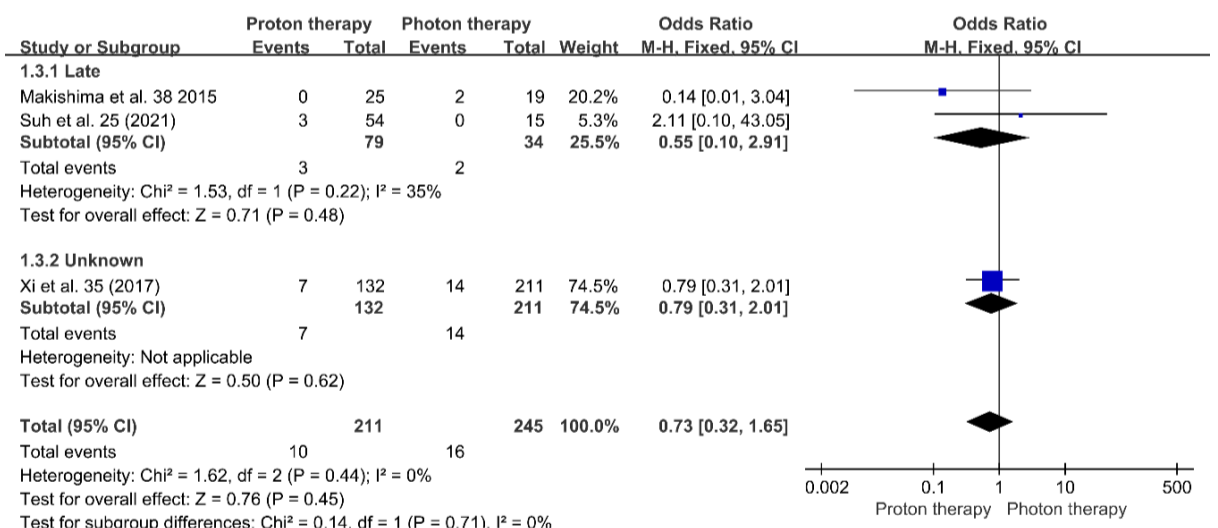 Proton therapy Photon therapy Odds Ratio Odds Ratio
Study or Subgroup Events Total Events Total Weight M-H, Fixed, 95% CI M-H, Fixed, 95% CI
1.3.1 Late
Makishima et al. 38 2015 0 25 2 19 20.2% 0.14 [0.01, 3.04]
Suh et al. 25 (2021) 3 54 0 15 5.3% 2.11 [0.10, 43.05]
Subtotal (95% CI) 79 34 25.5% 0.55 [0.10, 2.91]
Total events 3 2
Heterogeneity: Chi² = 1.53, df = 1 (P = 0.22); I² = 35%
Test for overall effect: Z = 0.71 (P = 0.48)
1.3.2 Unknown
Xi et al. 35 (2017) 7 132 14 211 74.5% 0.79 [0.31, 2.01]
Subtotal (95% CI) 132 211 74.5% 0.79 [0.31, 2.01]
Total events 7 14
Heterogeneity: Not applicable
Test for overall effect: Z = 0.50 (P = 0.62)
Total (95% CI) 211 245 100.0% 0.73 [0.32, 1.65]
Total events 10 16
Heterogeneity: Chi² = 1.62, df = 2 (P = 0.44); I² = 0%
Test for overall effect: Z = 0.76 (P = 0.45)
Test for subgroup differences: Chi² = 0.14, df = 1 (P = 0.71), I² = 0%
0.002 0.1 1 10 500
Proton therapy Photon therapy